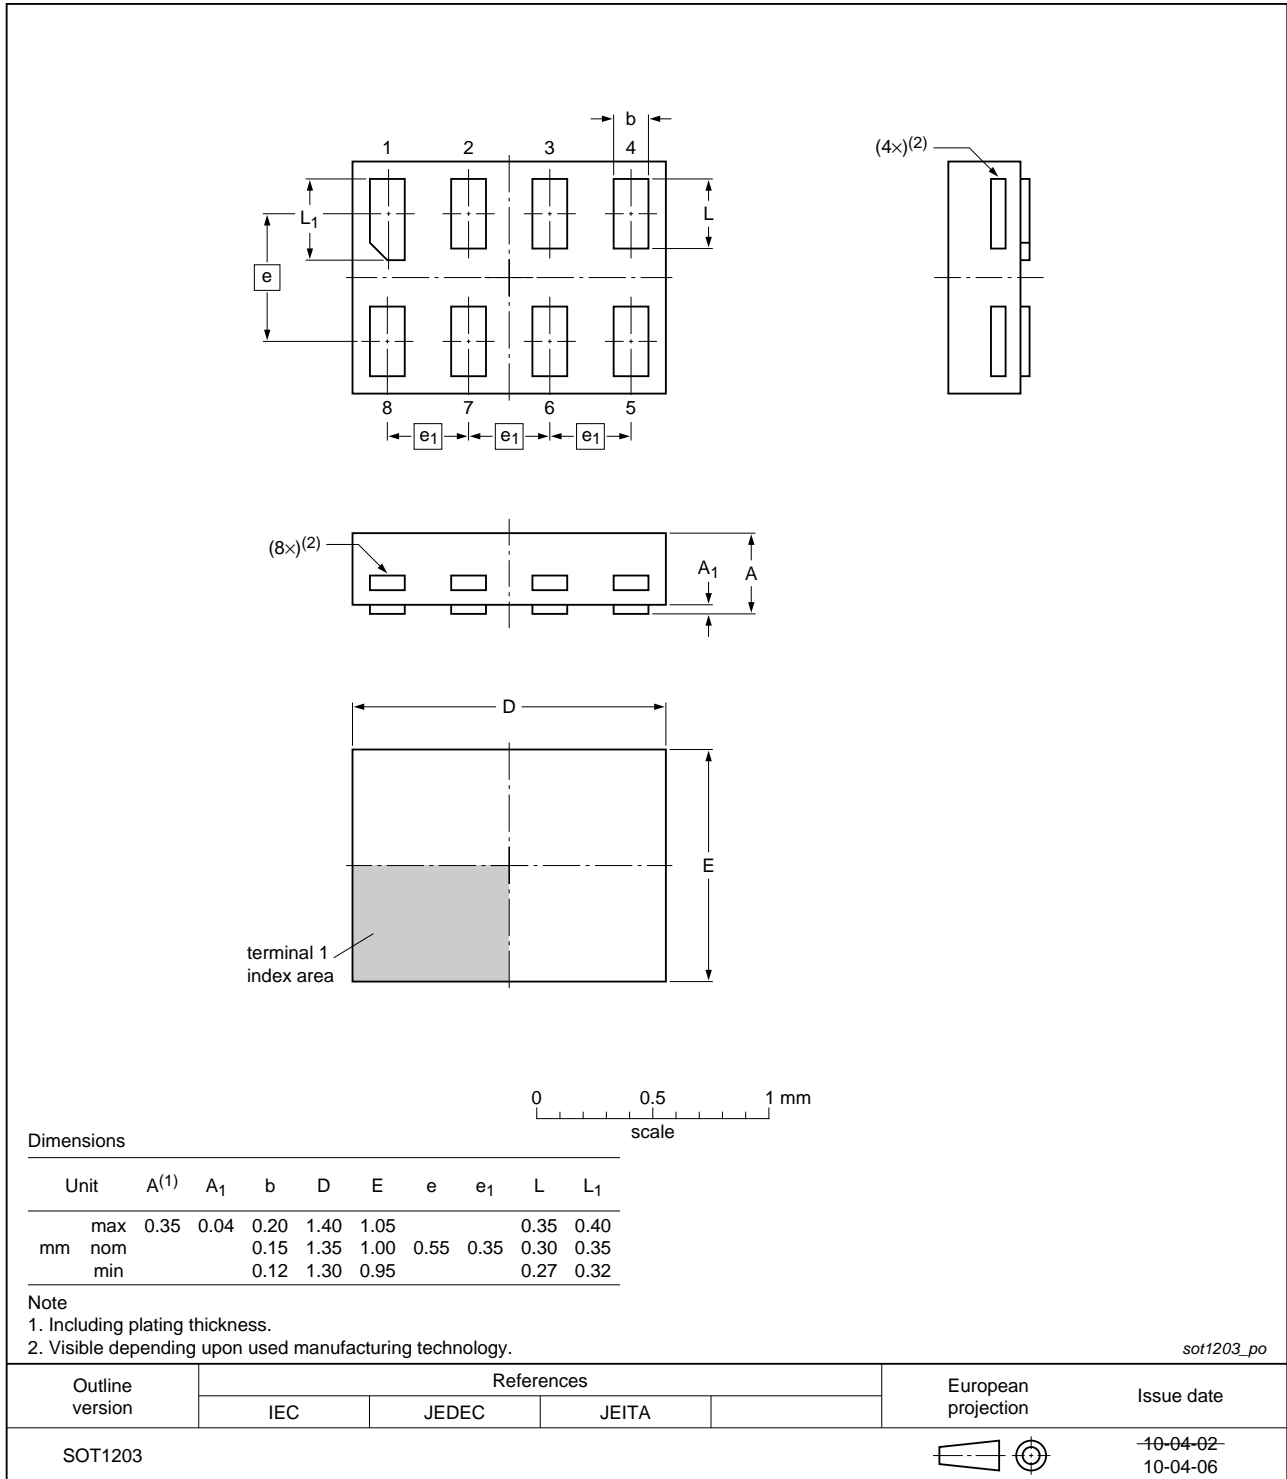 b
1 2 3 4
(4×)(2)
L1
L
e
8 7 6 5
e1 e1 e1
(8×)(2)
A1 A
D
E
terminal 1
index area
0 0.5 1 mm
scale
Dimensions
Unit A(1) A1 b D E e e1 L L1
max 0.35 0.04 0.20 1.40 1.05 0.35 0.40
mm nom 0.15 1.35 1.00 0.55 0.35 0.30 0.35
min 0.12 1.30 0.95 0.27 0.32
Note
1. Including plating thickness.
2. Visible depending upon used manufacturing technology.
sot1203_po
Outline version
References
IEC JEDEC JEITA
European projection
Issue date
SOT1203
10-04-02
10-04-06